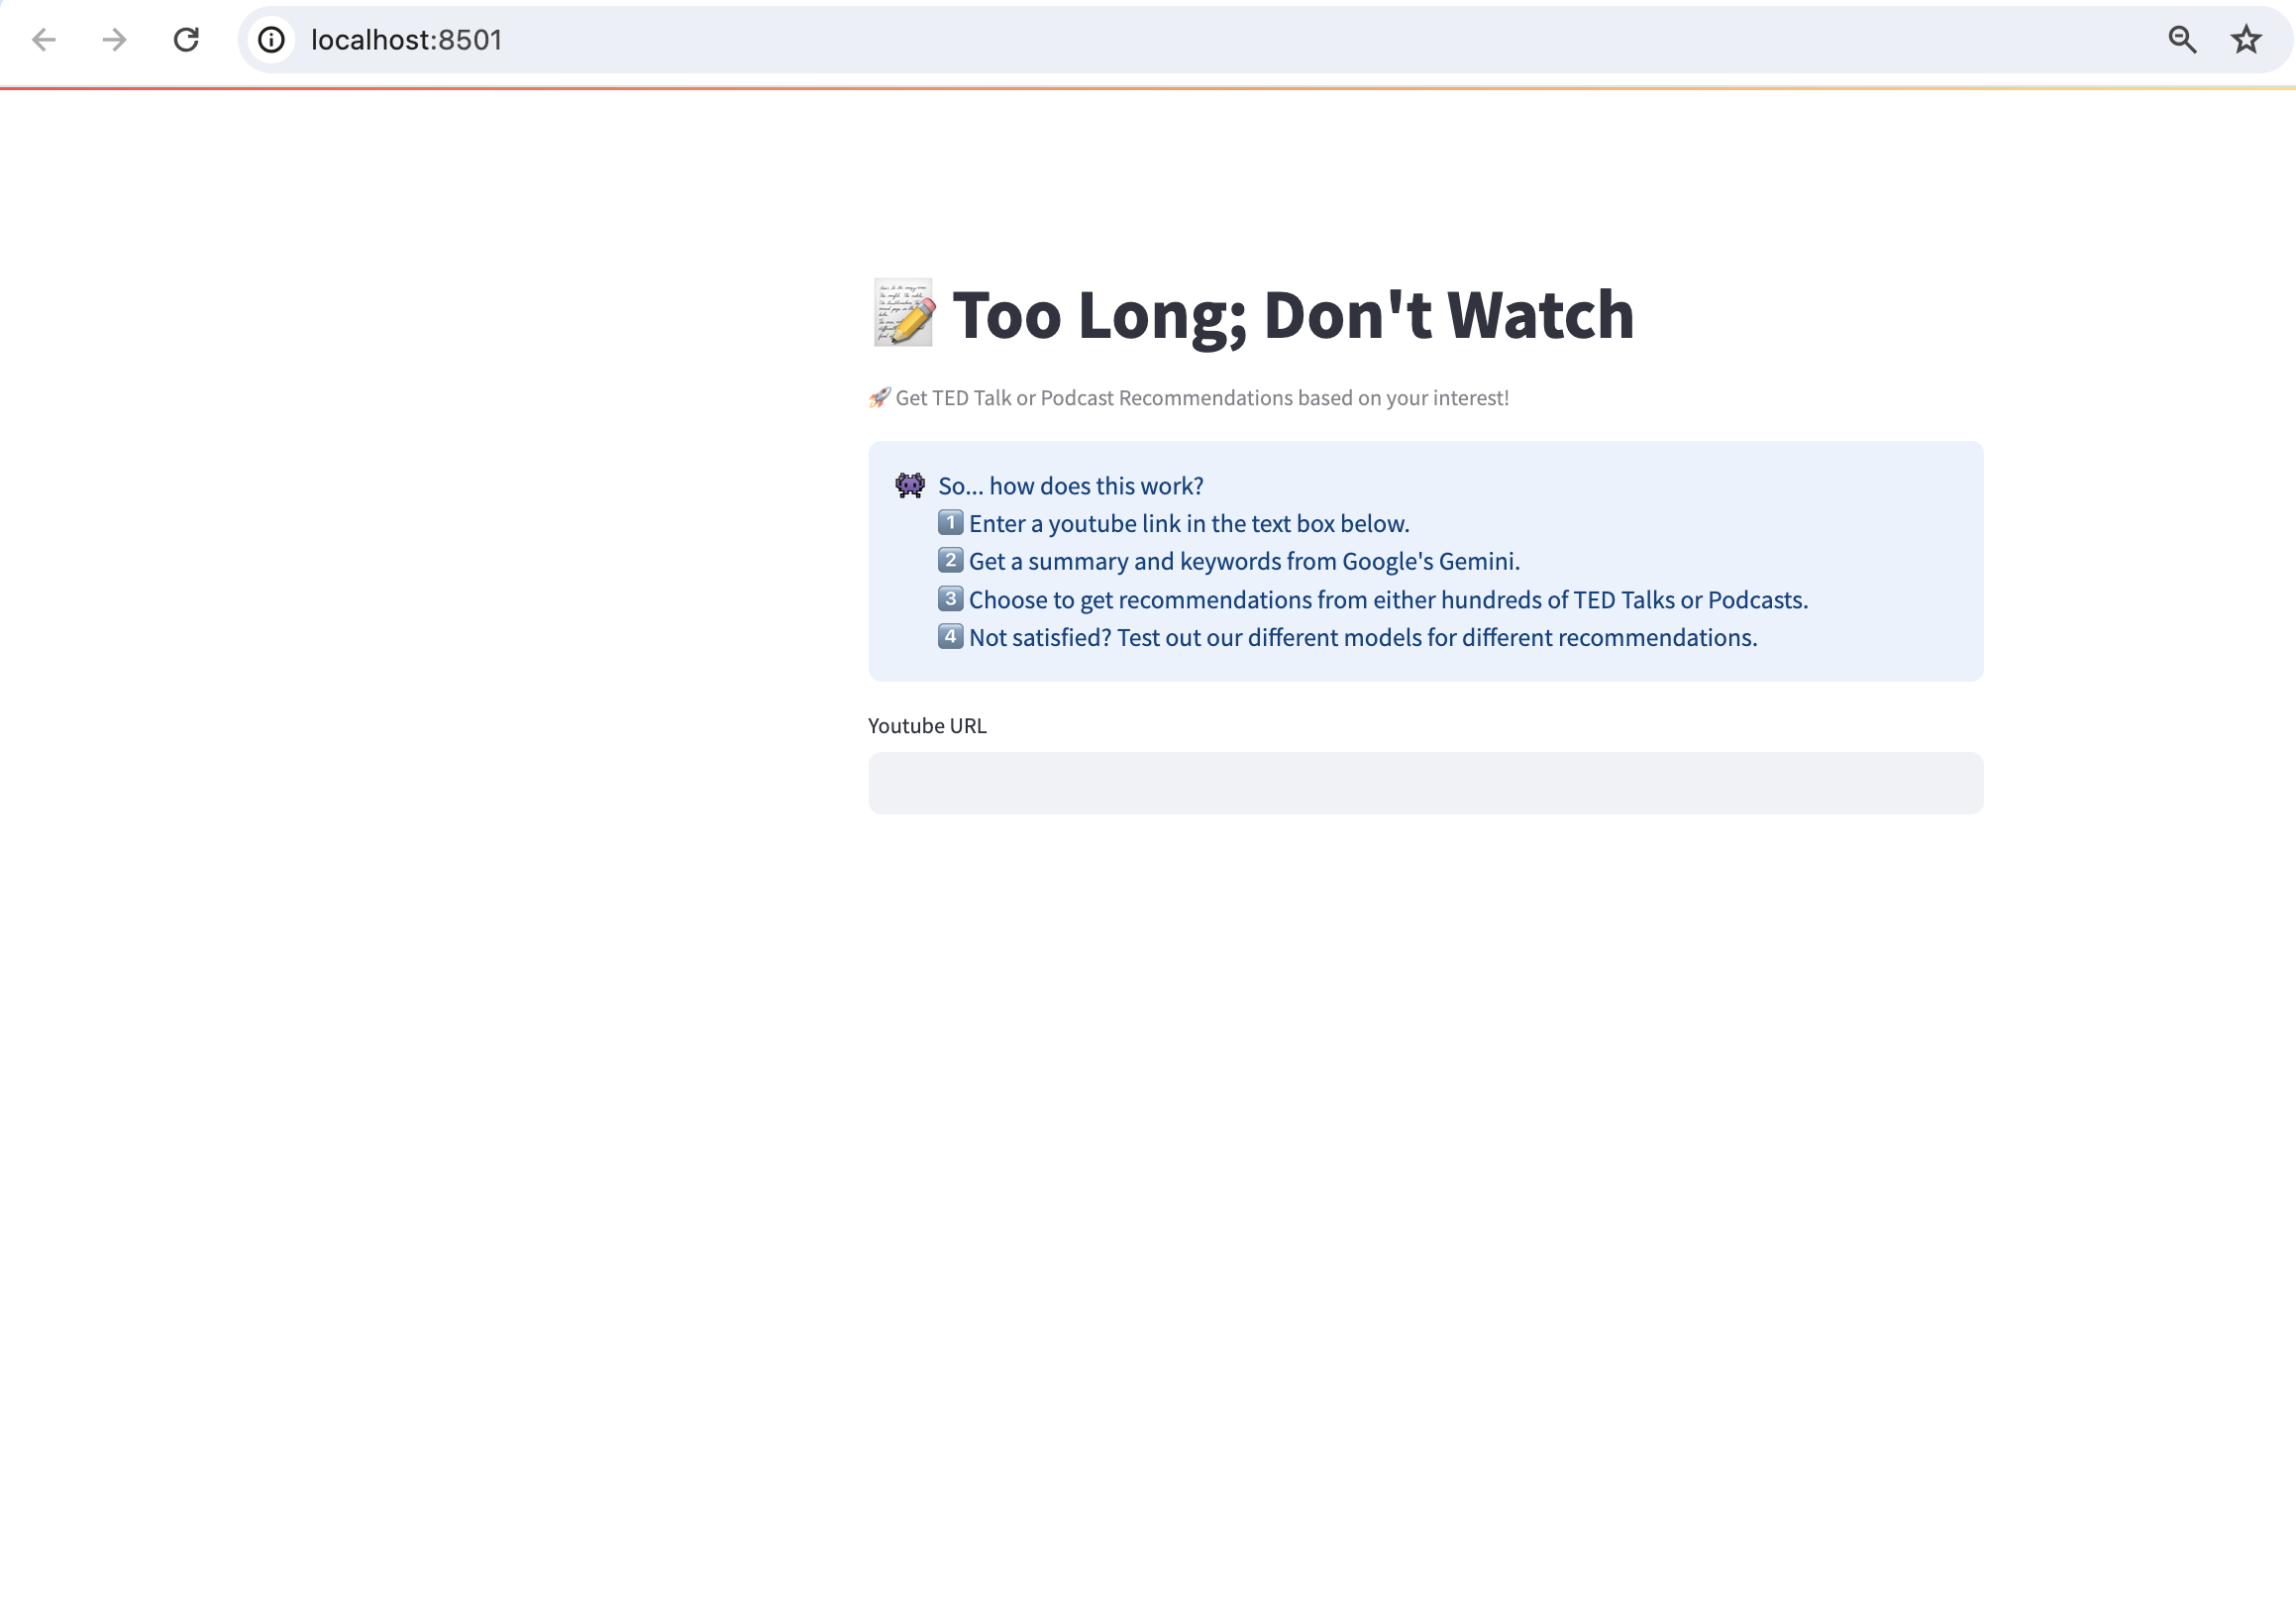 localhost:8501
📝 Too Long; Don't Watch
🚀 Get TED Talk or Podcast Recommendations based on your interest!
👾 So... how does this work?
1️⃣ Enter a youtube link in the text box below.
2️⃣ Get a summary and keywords from Google's Gemini.
3️⃣ Choose to get recommendations from either hundreds of TED Talks or Podcasts.
4️⃣ Not satisfied? Test out our different models for different recommendations.
Youtube URL